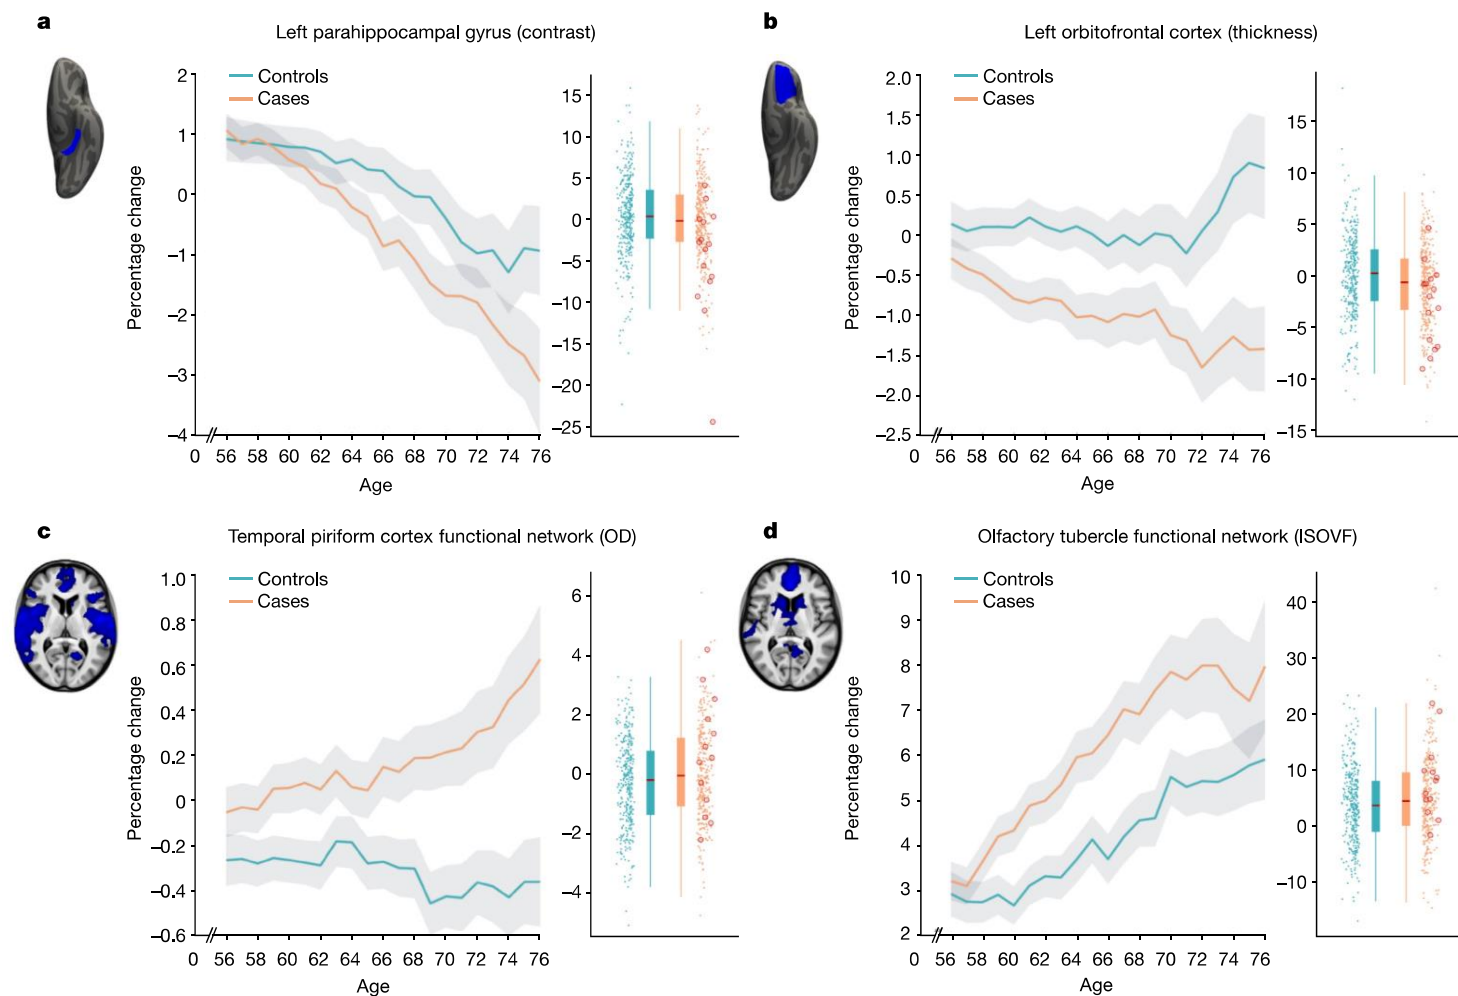 a
Left parahippocampal gyrus (contrast)
Controls
Cases
Percentage change
2
1
0
–1
–2
–3
–4
0 56 58 60 62 64 66 68 70 72 74 76
Age
15
10
5
0
–5
–10
–15
–20
–25
b
Left orbitofrontal cortex (thickness)
Controls
Cases
Percentage change
2.0
1.5
1.0
0.5
0
–0.5
–1.0
–1.5
–2.0
–2.5
0 56 58 60 62 64 66 68 70 72 74 76
Age
15
10
5
0
–5
–10
–15
c
Temporal piriform cortex functional network (OD)
Controls
Cases
Percentage change
1.0
0.8
0.6
0.4
0.2
0
–0.2
–0.4
–0.6
0 56 58 60 62 64 66 68 70 72 74 76
Age
6
4
2
0
–2
–4
d
Olfactory tubercle functional network (ISOVF)
Controls
Cases
Percentage change
10
9
8
7
6
5
4
3
2
0 56 58 60 62 64 66 68 70 72 74 76
Age
40
30
20
10
0
–10